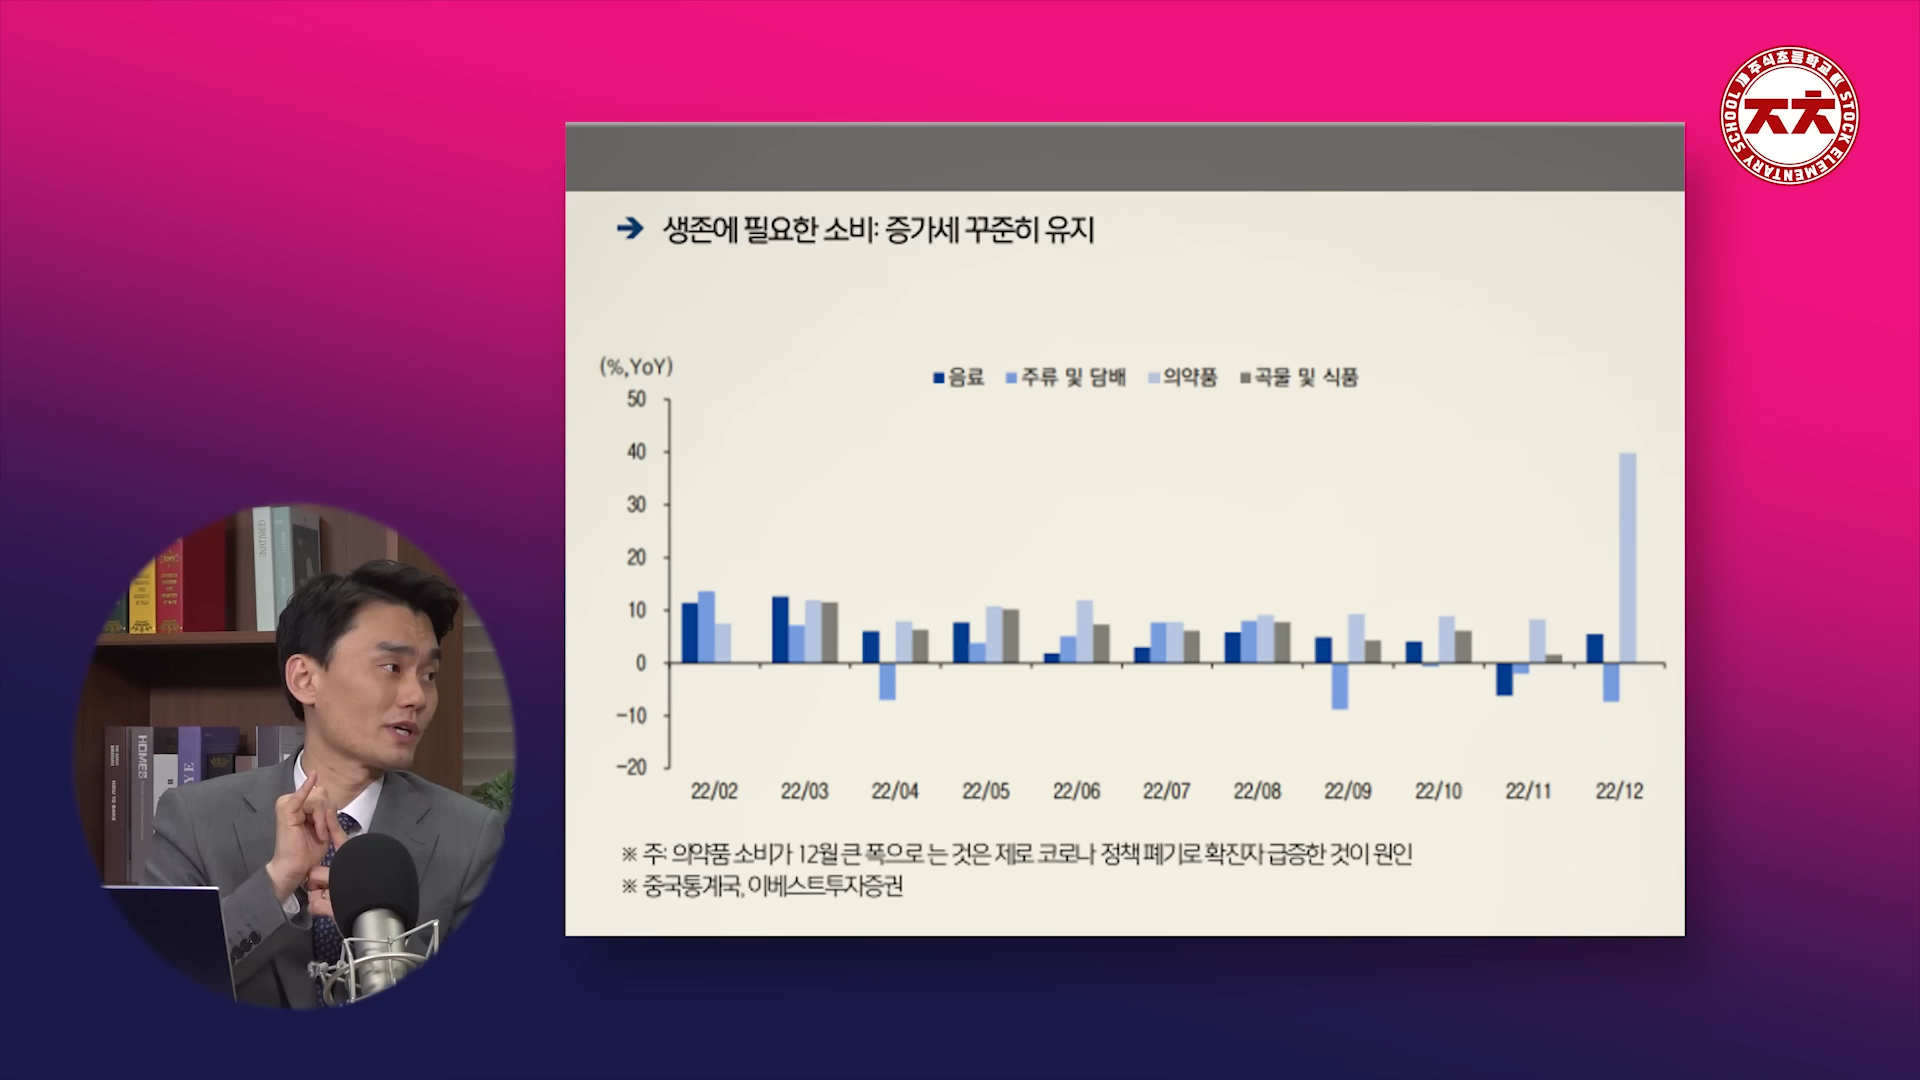 주식초등학교
STOCK ELEMENTARY SCHOOL
주초
생존에 필요한 소비: 증가세 꾸준히 유지
(%,YoY)
음료 주류 및 담배 의약품 곡물 및 식품
50
40
30
20
10
0
-10
-20
22/02 22/03 22/04 22/05 22/06 22/07 22/08 22/09 22/10 22/11 22/12
※ 주: 의약품 소비가 12월 큰 폭으로 는 것은 제로 코로나 정책 폐기로 확진자 급증한 것이 원인
※ 중국통계국, 이베스트투자증권
HOMES